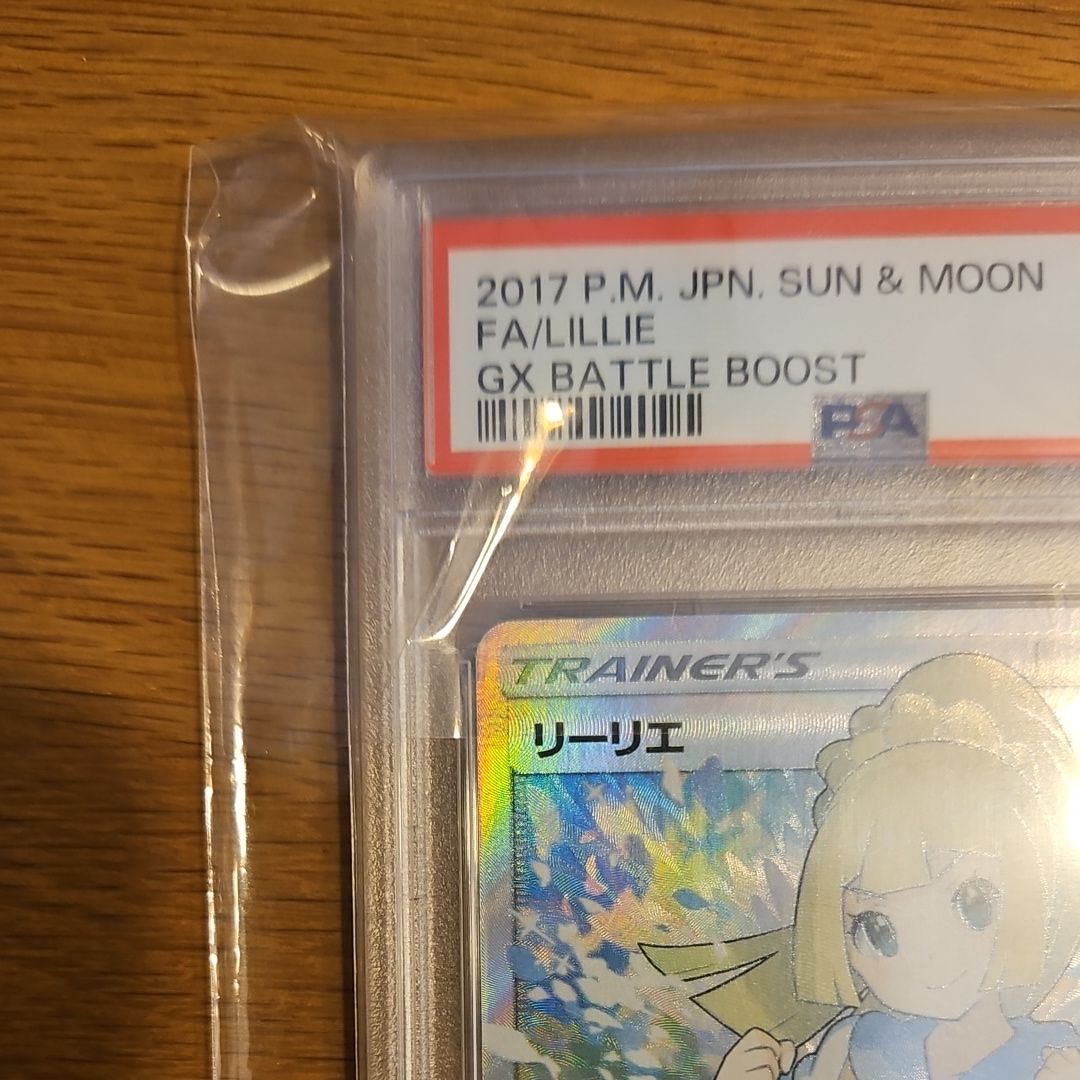 2017 P.M. JPN. SUN & MOON
FA/LILLIE
GX BATTLE BOOST
PSA
TRAINER'S
リーリエ